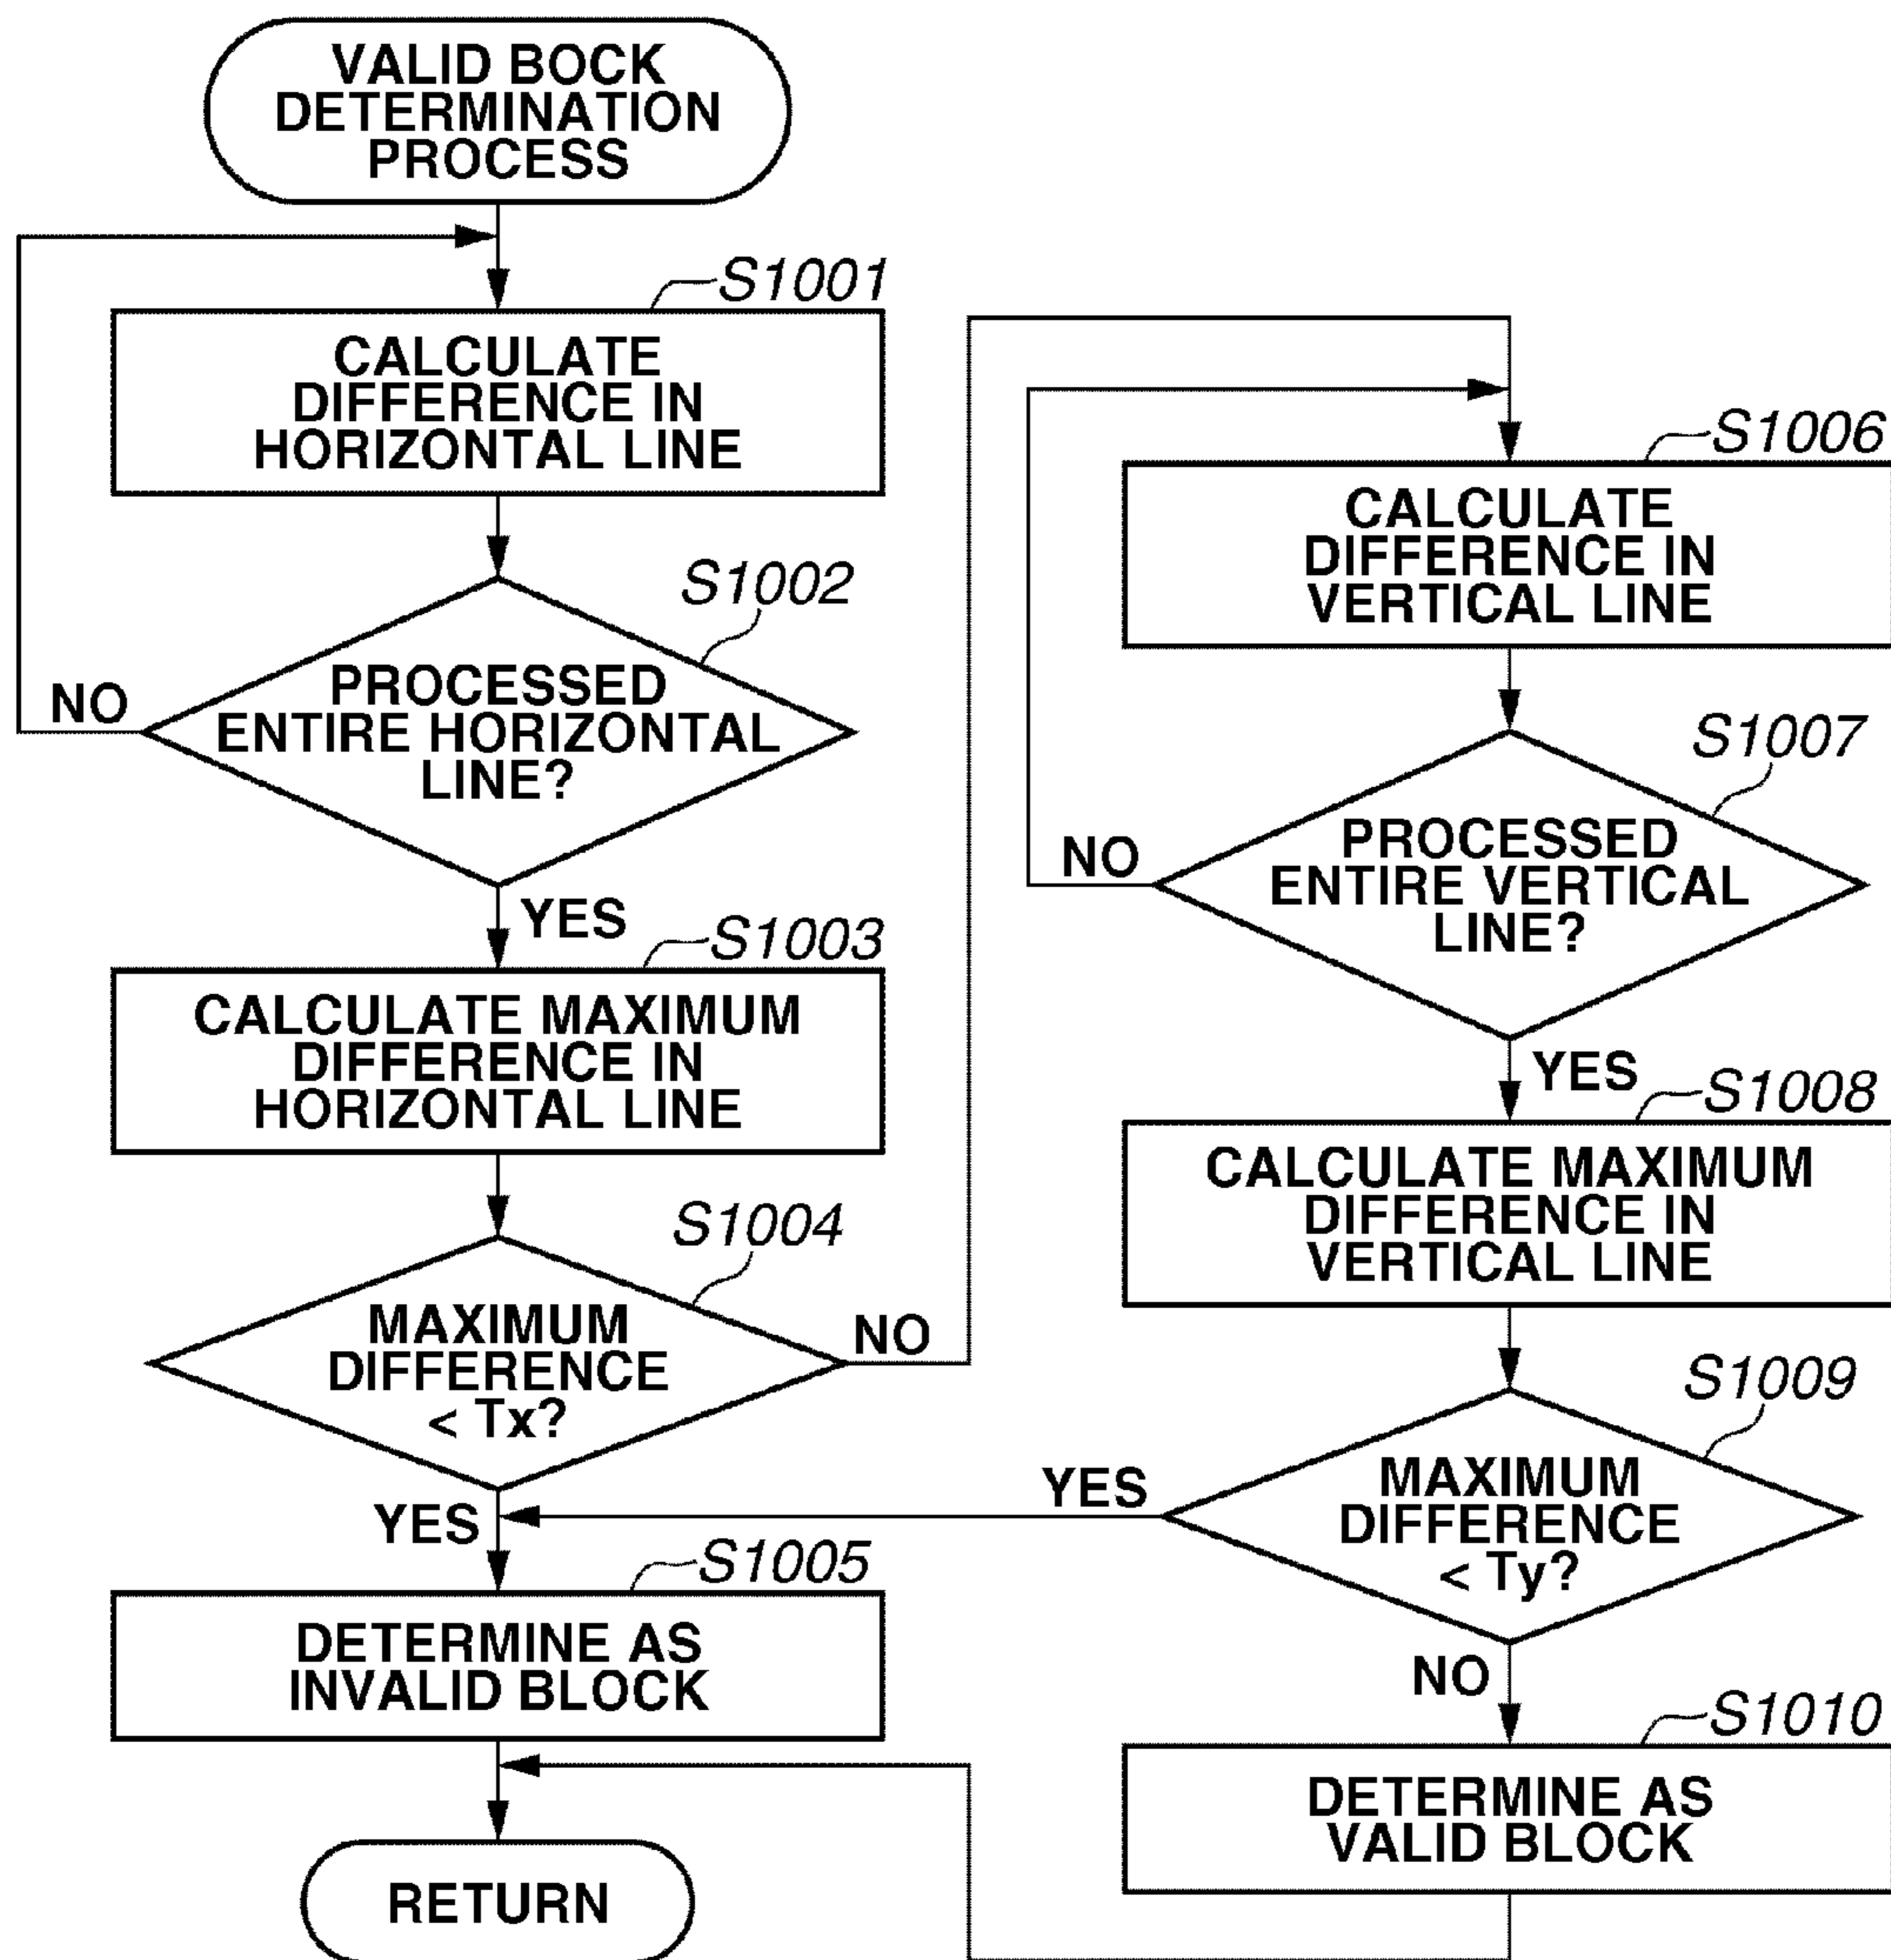 VALID BOCK
DETERMINATION
PROCESS
S1001
CALCULATE
DIFFERENCE IN
HORIZONTAL LINE
S1002
PROCESSED
ENTIRE HORIZONTAL
LINE?
NO
YES
S1003
CALCULATE MAXIMUM
DIFFERENCE IN
HORIZONTAL LINE
S1004
MAXIMUM
DIFFERENCE
< Tx?
NO
YES
S1005
DETERMINE AS
INVALID BLOCK
RETURN
S1006
CALCULATE
DIFFERENCE IN
VERTICAL LINE
S1007
PROCESSED
ENTIRE VERTICAL
LINE?
NO
YES
S1008
CALCULATE MAXIMUM
DIFFERENCE IN
VERTICAL LINE
S1009
MAXIMUM
DIFFERENCE
< Ty?
YES
NO
S1010
DETERMINE AS
VALID BLOCK